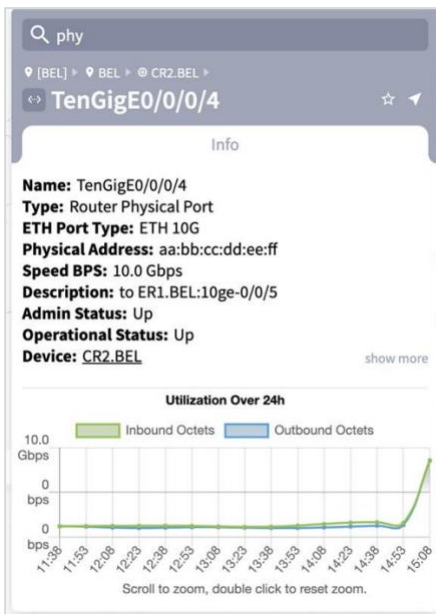 phy
[BEL] BEL CR2.BEL
TenGigE0/0/0/4
Info
Name: TenGigE0/0/0/4
Type: Router Physical Port
ETH Port Type: ETH 10G
Physical Address: aa:bb:cc:dd:ee:ff
Speed BPS: 10.0 Gbps
Description: to ER1.BEL:10ge-0/0/5
Admin Status: Up
Operational Status: Up
Device: CR2.BEL
show more
Utilization Over 24h
Inbound Octets Outbound Octets
10.0
Gbps
0
bps
0
bps
11:38 11:53 12:08 12:23 12:38 12:53 13:08 13:23 13:38 13:53 14:08 14:23 14:38 14:53 15:08
Scroll to zoom, double click to reset zoom.